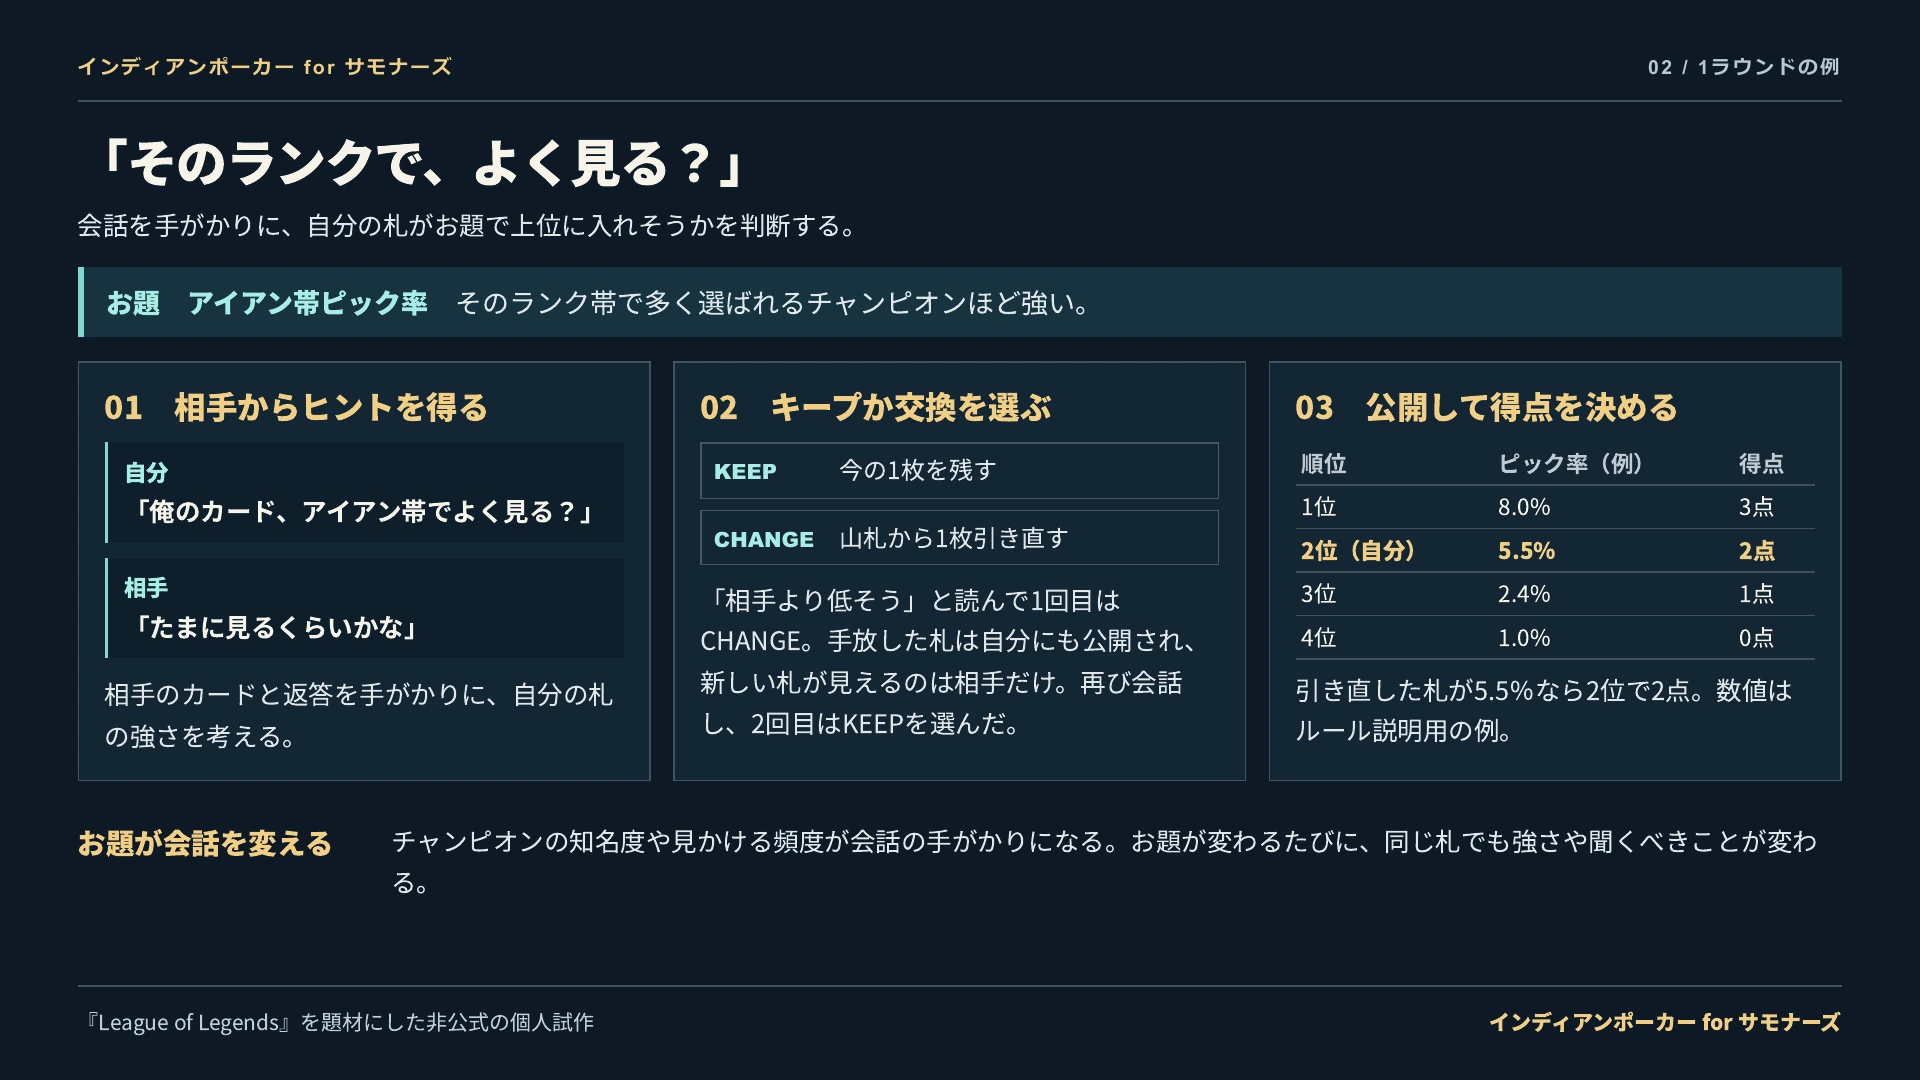 インディアンポーカー for サモナーズ
02 / 1ラウンドの例
「そのランクで、よく見る？」
会話を手がかりに、自分の札がお題で上位に入れそうかを判断する。
お題　アイアン帯ピック率　そのランク帯で多く選ばれるチャンピオンほど強い。
01　相手からヒントを得る
自分
「俺のカード、アイアン帯でよく見る？」
相手
「たまに見るくらいかな」
相手のカードと返答を手がかりに、自分の札
の強さを考える。
02　キープか交換を選ぶ
KEEP　今の1枚を残す
CHANGE　山札から1枚引き直す
「相手より低そう」と読んで1回目は
CHANGE。手放した札は自分にも公開され、
新しい札が見えるのは相手だけ。再び会話
し、2回目はKEEPを選んだ。
03　公開して得点を決める
順位　ピック率（例）　得点
1位　8.0%　3点
2位（自分）　5.5%　2点
3位　2.4%　1点
4位　1.0%　0点
引き直した札が5.5%なら2位で2点。数値は
ルール説明用の例。
お題が会話を変える
チャンピオンの知名度や見かける頻度が会話の手がかりになる。お題が変わるたびに、同じ札でも強さや聞くべきことが変わ
る。
『League of Legends』を題材にした非公式の個人試作
インディアンポーカー for サモナーズ